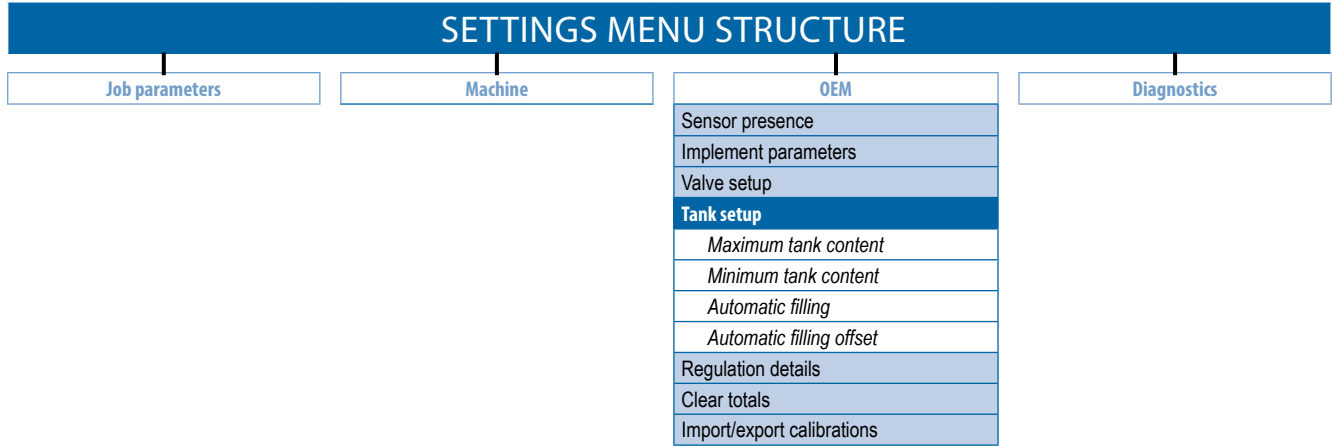 SETTINGS MENU STRUCTURE
Job parameters
Machine
OEM
Diagnostics
Sensor presence
Implement parameters
Valve setup
Tank setup
Maximum tank content
Minimum tank content
Automatic filling
Automatic filling offset
Regulation details
Clear totals
Import/export calibrations